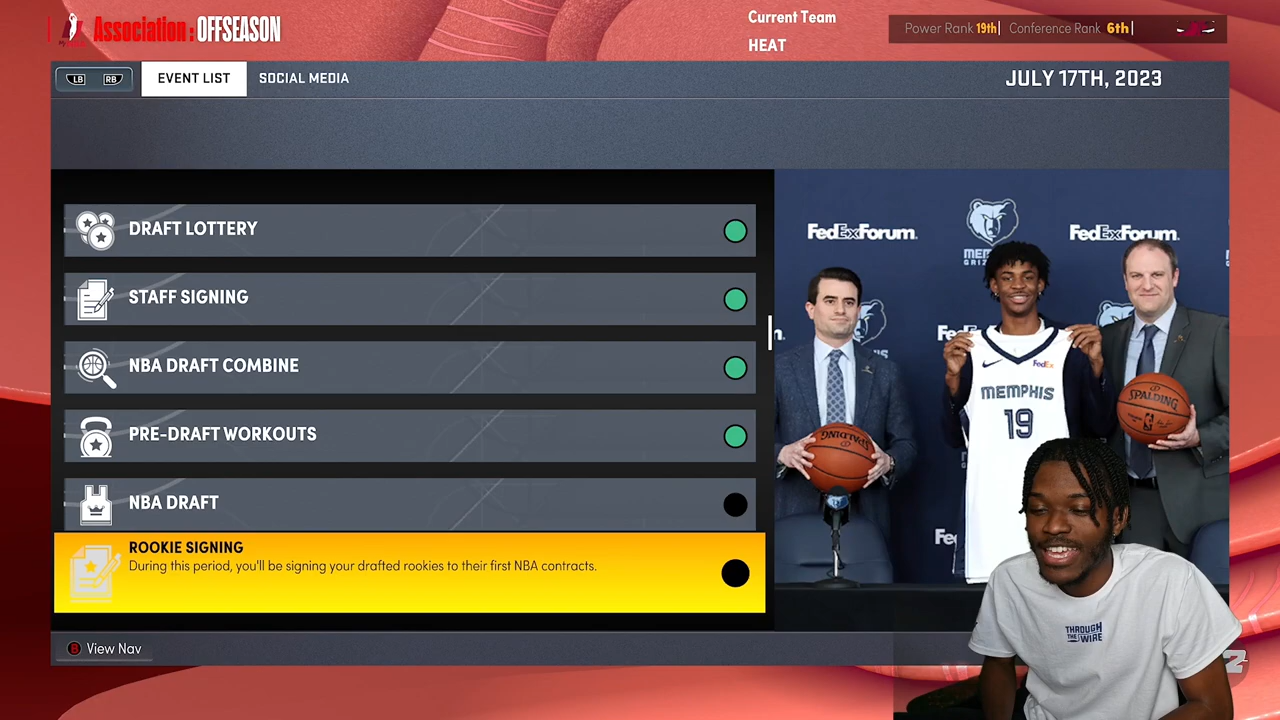 Association: OFFSEASON
Current Team
HEAT
Power Rank 19th| Conference Rank 6th|
LB RB EVENT LIST SOCIAL MEDIA JULY 17TH, 2023
DRAFT LOTTERY
STAFF SIGNING
NBA DRAFT COMBINE
PRE-DRAFT WORKOUTS
NBA DRAFT
ROOKIE SIGNING
During this period, you'll be signing your drafted rookies to their first NBA contracts.
B View Nav
FedExForum.
FedExForum.
FedEx
MEMPHIS
19
SPALDING
SPALDING
THROUGH
THE WIRE